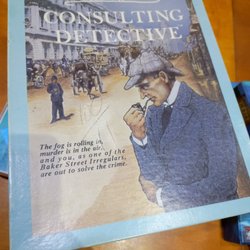 CONSULTING
DETECTIVE
The fog is rolling in,
murder is in the air...
and you, as one of the
Baker Street Irregulars,
are out to solve the crime.